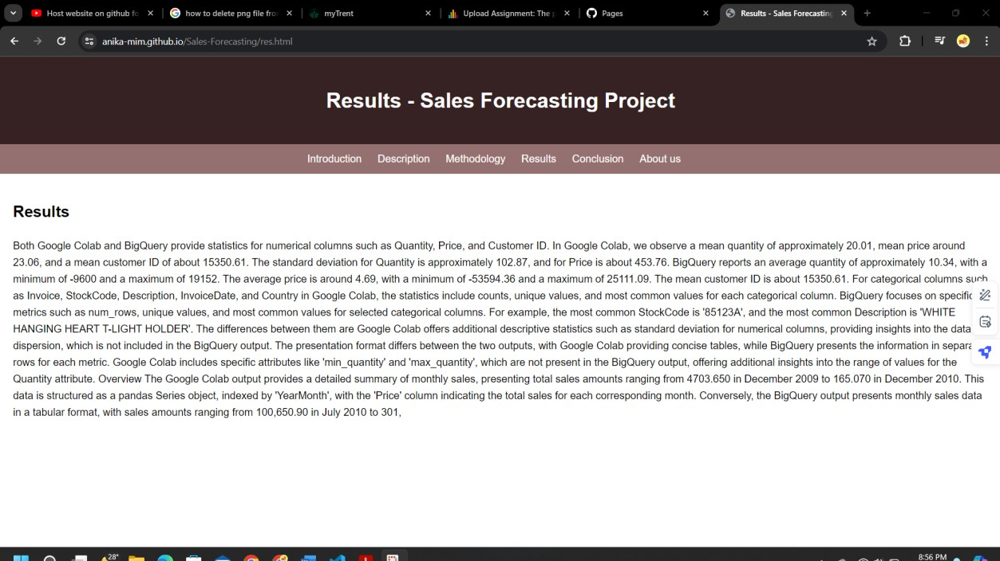 Host website on github fo
how to delete png file fro
myTrent
Upload Assignment: The p
Pages
Results - Sales Forecasting
anika-mim.github.io/Sales-Forecasting/res.html
Results - Sales Forecasting Project
Introduction Description Methodology Results Conclusion About us
Results
Both Google Colab and BigQuery provide statistics for numerical columns such as Quantity, Price, and Customer ID. In Google Colab, we observe a mean quantity of approximately 20.01, mean price around
23.06, and a mean customer ID of about 15350.61. The standard deviation for Quantity is approximately 102.87, and for Price is about 453.76. BigQuery reports an average quantity of approximately 10.34, with a
minimum of -9600 and a maximum of 19152. The average price is around 4.69, with a minimum of -53594.36 and a maximum of 25111.09. The mean customer ID is about 15350.61. For categorical columns such
as Invoice, StockCode, Description, InvoiceDate, and Country in Google Colab, the statistics include counts, unique values, and most common values for each categorical column. BigQuery focuses on specific
metrics such as num_rows, unique values, and most common values for selected categorical columns. For example, the most common StockCode is '85123A', and the most common Description is 'WHITE
HANGING HEART T-LIGHT HOLDER'. The differences between them are Google Colab offers additional descriptive statistics such as standard deviation for numerical columns, providing insights into the data
dispersion, which is not included in the BigQuery output. The presentation format differs between the two outputs, with Google Colab providing concise tables, while BigQuery presents the information in separa
rows for each metric. Google Colab includes specific attributes like 'min_quantity' and 'max_quantity', which are not present in the BigQuery output, offering additional insights into the range of values for the
Quantity attribute. Overview The Google Colab output provides a detailed summary of monthly sales, presenting total sales amounts ranging from 4703.650 in December 2009 to 165.070 in December 2010. This
data is structured as a pandas Series object, indexed by 'YearMonth', with the 'Price' column indicating the total sales for each corresponding month. Conversely, the BigQuery output presents monthly sales data
in a tabular format, with sales amounts ranging from 100,650.90 in July 2010 to 301,
28°
8:56 PM